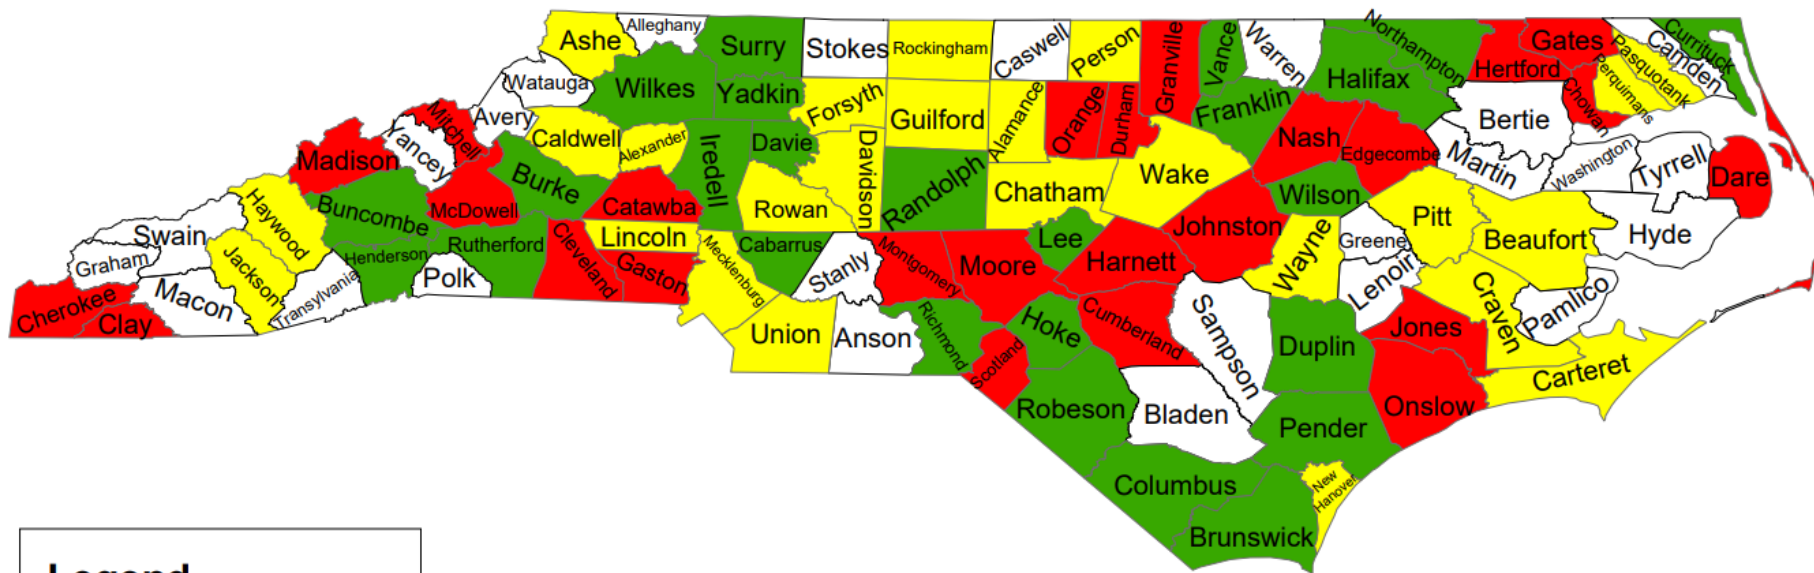 Alleghany
Ashe
Surry
Stokes
Rockingham
Caswell
Person
Granville
Vance
Warren
Northampton
Gates
Hertford
Pasquotank
Camden
Currituck
Perquimans
Chowan
Halifax
Watauga
Wilkes
Yadkin
Forsyth
Guilford
Alamance
Orange
Durham
Franklin
Nash
Edgecombe
Bertie
Martin
Washington
Tyrrell
Dare
Mitchell
Avery
Caldwell
Alexander
Iredell
Davie
Davidson
Randolph
Chatham
Wake
Wilson
Madison
Yancey
Burke
McDowell
Catawba
Rowan
Johnston
Pitt
Beaufort
Hyde
Haywood
Buncombe
Swain
Graham
Jackson
Henderson
Rutherford
Cleveland
Lincoln
Gaston
Mecklenburg
Cabarrus
Stanly
Montgomery
Moore
Lee
Harnett
Wayne
Greene
Lenoir
Craven
Pamlico
Cherokee
Clay
Macon
Transylvania
Polk
Union
Anson
Richmond
Scotland
Hoke
Cumberland
Sampson
Duplin
Jones
Onslow
Carteret
Robeson
Bladen
Pender
Columbus
Brunswick
New
Hanover
Legend